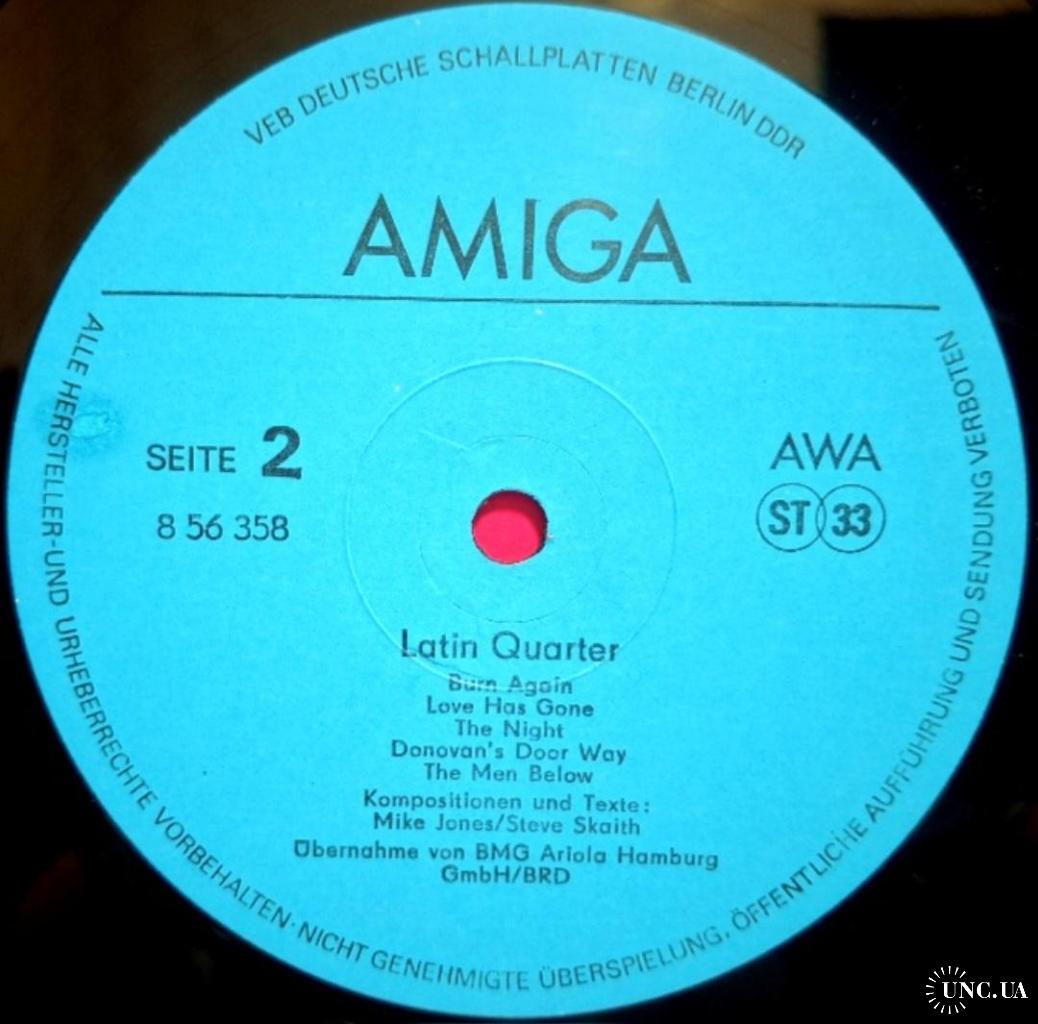 VEB DEUTSCHE SCHALLPLATTEN BERLIN DDR
AMIGA
SEITE 2
8 56 358
AWA
ST 33
Latin Quarter
Burn Again
Love Has Gone
The Night
Donovan's Door Way
The Men Below
Kompositionen und Texte:
Mike Jones/Steve Skaith
Übernahme von BMG Ariola Hamburg
GmbH/BRD
ALLE HERSTELLER-UND URHEBERRECHTE VORBEHALTEN·NICHT GENEHMIGTE ÜBERSPIELUNG, ÖFFENTLICHE AUFFÜHRUNG UND SENDUNG VERBOTEN
UNC.UA